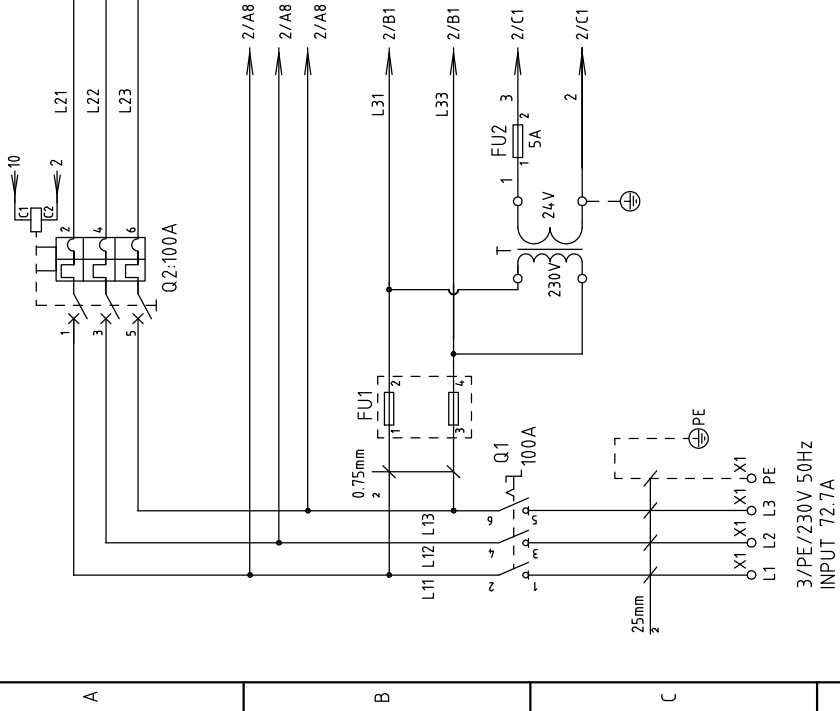 2/A8
2/A8
2/A8
2/B1
2/B1
2/C1
2/C1
L21
L22
L23
L31
L33
3
2
10
2
C1
C2
2
4
6
Q2:100A
1
3
5
FU2
5A
2
1
1
T
24V
230V
FU1
2
1
4
3
0.75mm
2
Q1
100A
L11
L12
L13
2
4
6
1
3
5
PE
25mm
2
X1
X1
X1
X1
L1
L2
L3
PE
3/PE/230V 50Hz
INPUT 72.7A
A
B
C